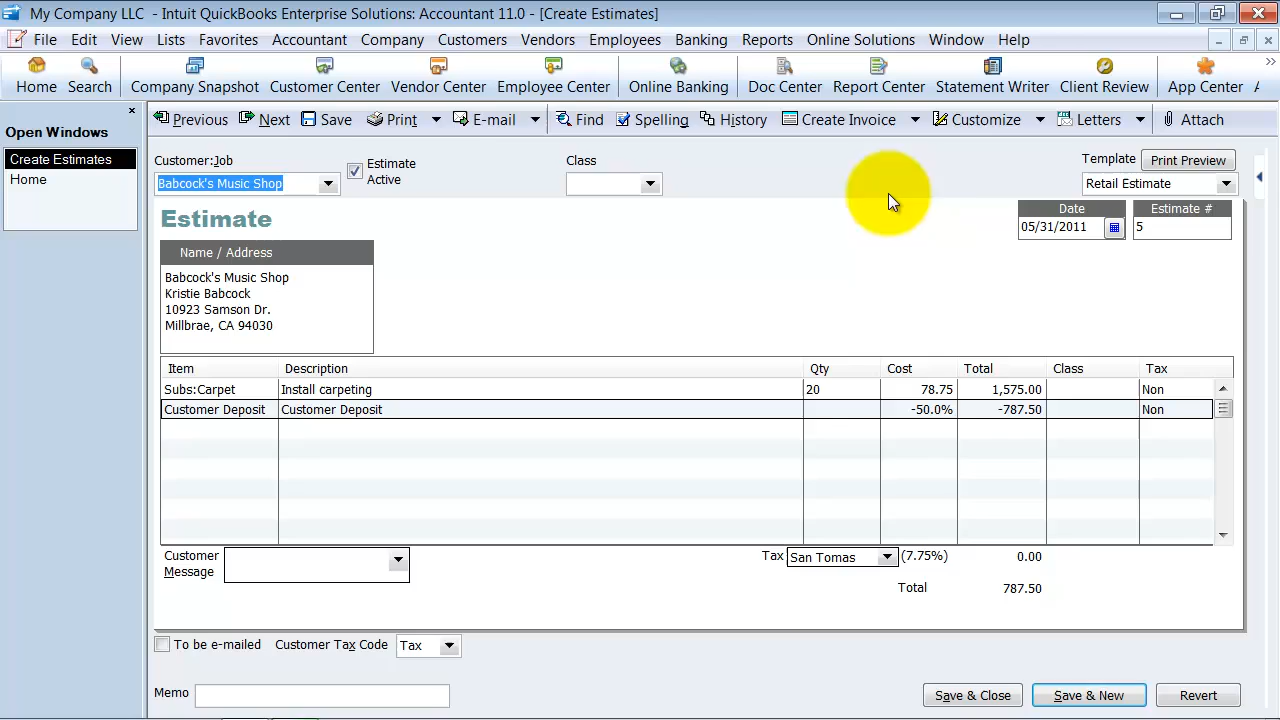 My Company LLC - Intuit QuickBooks Enterprise Solutions: Accountant 11.0 - [Create Estimates]
File Edit View Lists Favorites Accountant Company Customers Vendors Employees Banking Reports Online Solutions Window Help
Home Search Company Snapshot Customer Center Vendor Center Employee Center Online Banking Doc Center Report Center Statement Writer Client Review App Center
Open Windows
Create Estimates
Home
Previous Next Save Print E-mail Find Spelling History Create Invoice Customize Letters Attach
Customer:Job
Babcock's Music Shop
Estimate
Active
Class
Template Print Preview
Retail Estimate
Estimate
Date Estimate #
05/31/2011 5
Name / Address
Babcock's Music Shop
Kristie Babcock
10923 Samson Dr.
Millbrae, CA 94030
Item Description Qty Cost Total Class Tax
Subs:Carpet Install carpeting 20 78.75 1,575.00 Non
Customer Deposit Customer Deposit -50.0% -787.50 Non
Customer
Message
Tax San Tomas (7.75%) 0.00
Total 787.50
To be e-mailed Customer Tax Code Tax
Memo
Save & Close Save & New Revert